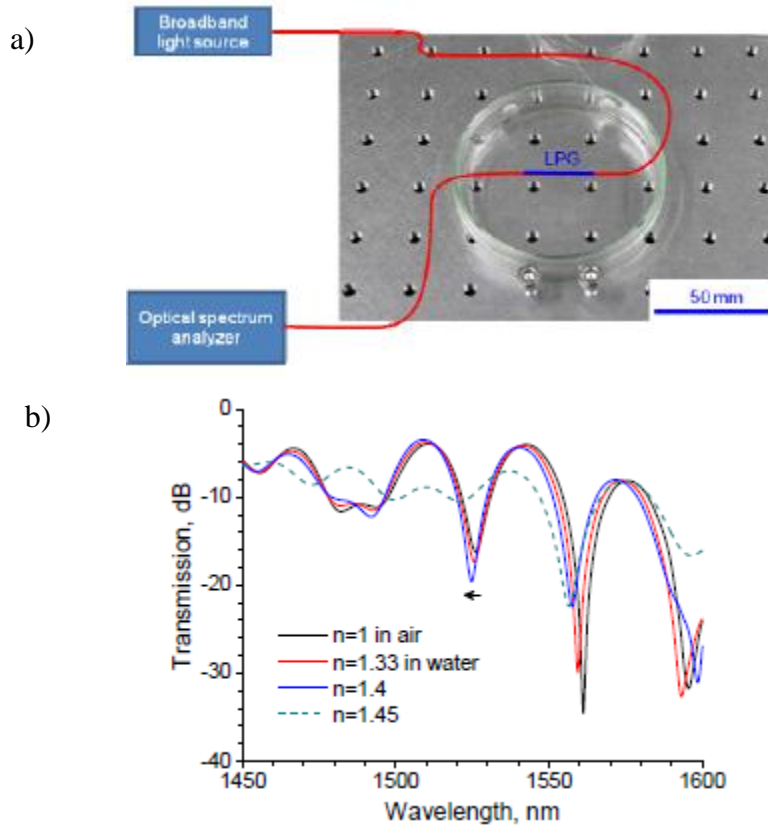 a)
Broadband
light source
LPG
50 mm
Optical spectrum
analyzer
b)
0
-10
-20
-30
-40
Transmission, dB
n=1 in air
n=1.33 in water
n=1.4
n=1.45
1450
1500
1550
1600
Wavelength, nm